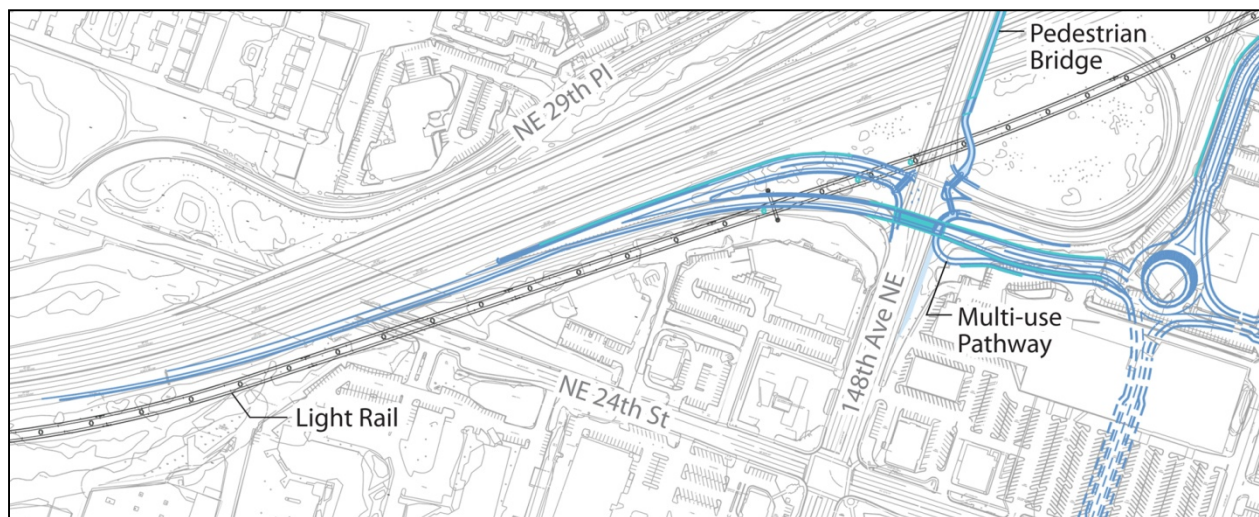 Pedestrian
Bridge
NE 29th Pl
148th Ave NE
Multi-use
Pathway
NE 24th St
Light Rail